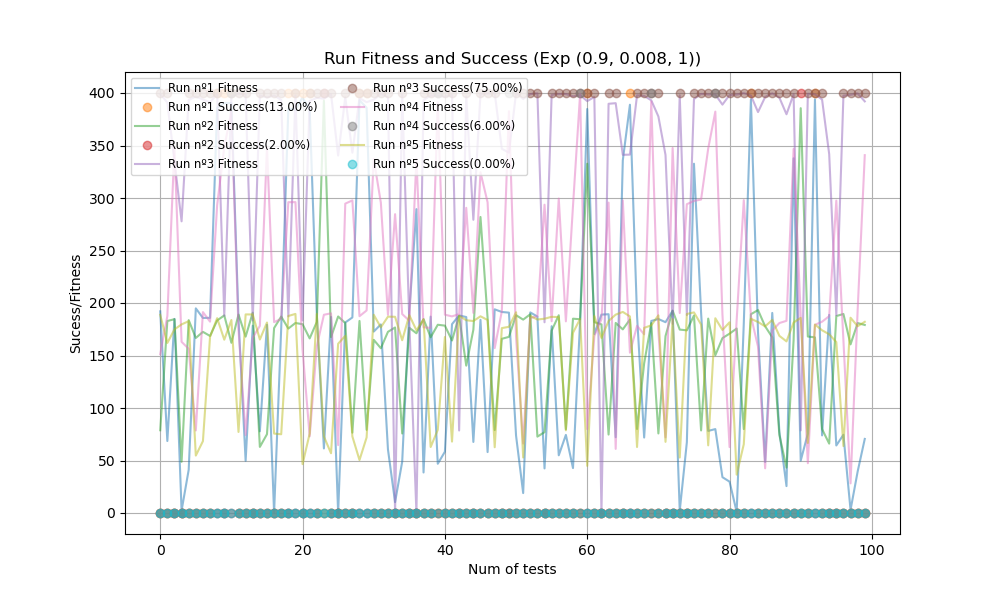 Run Fitness and Success (Exp (0.9, 0.008, 1))
Success/Fitness
400
350
300
250
200
150
100
50
0
Run nº1 Fitness
Run nº1 Success(13.00%)
Run nº2 Fitness
Run nº2 Success(2.00%)
Run nº3 Fitness
Run nº3 Success(75.00%)
Run nº4 Fitness
Run nº4 Success(6.00%)
Run nº5 Fitness
Run nº5 Success(0.00%)
0 20 40 60 80 100
Num of tests